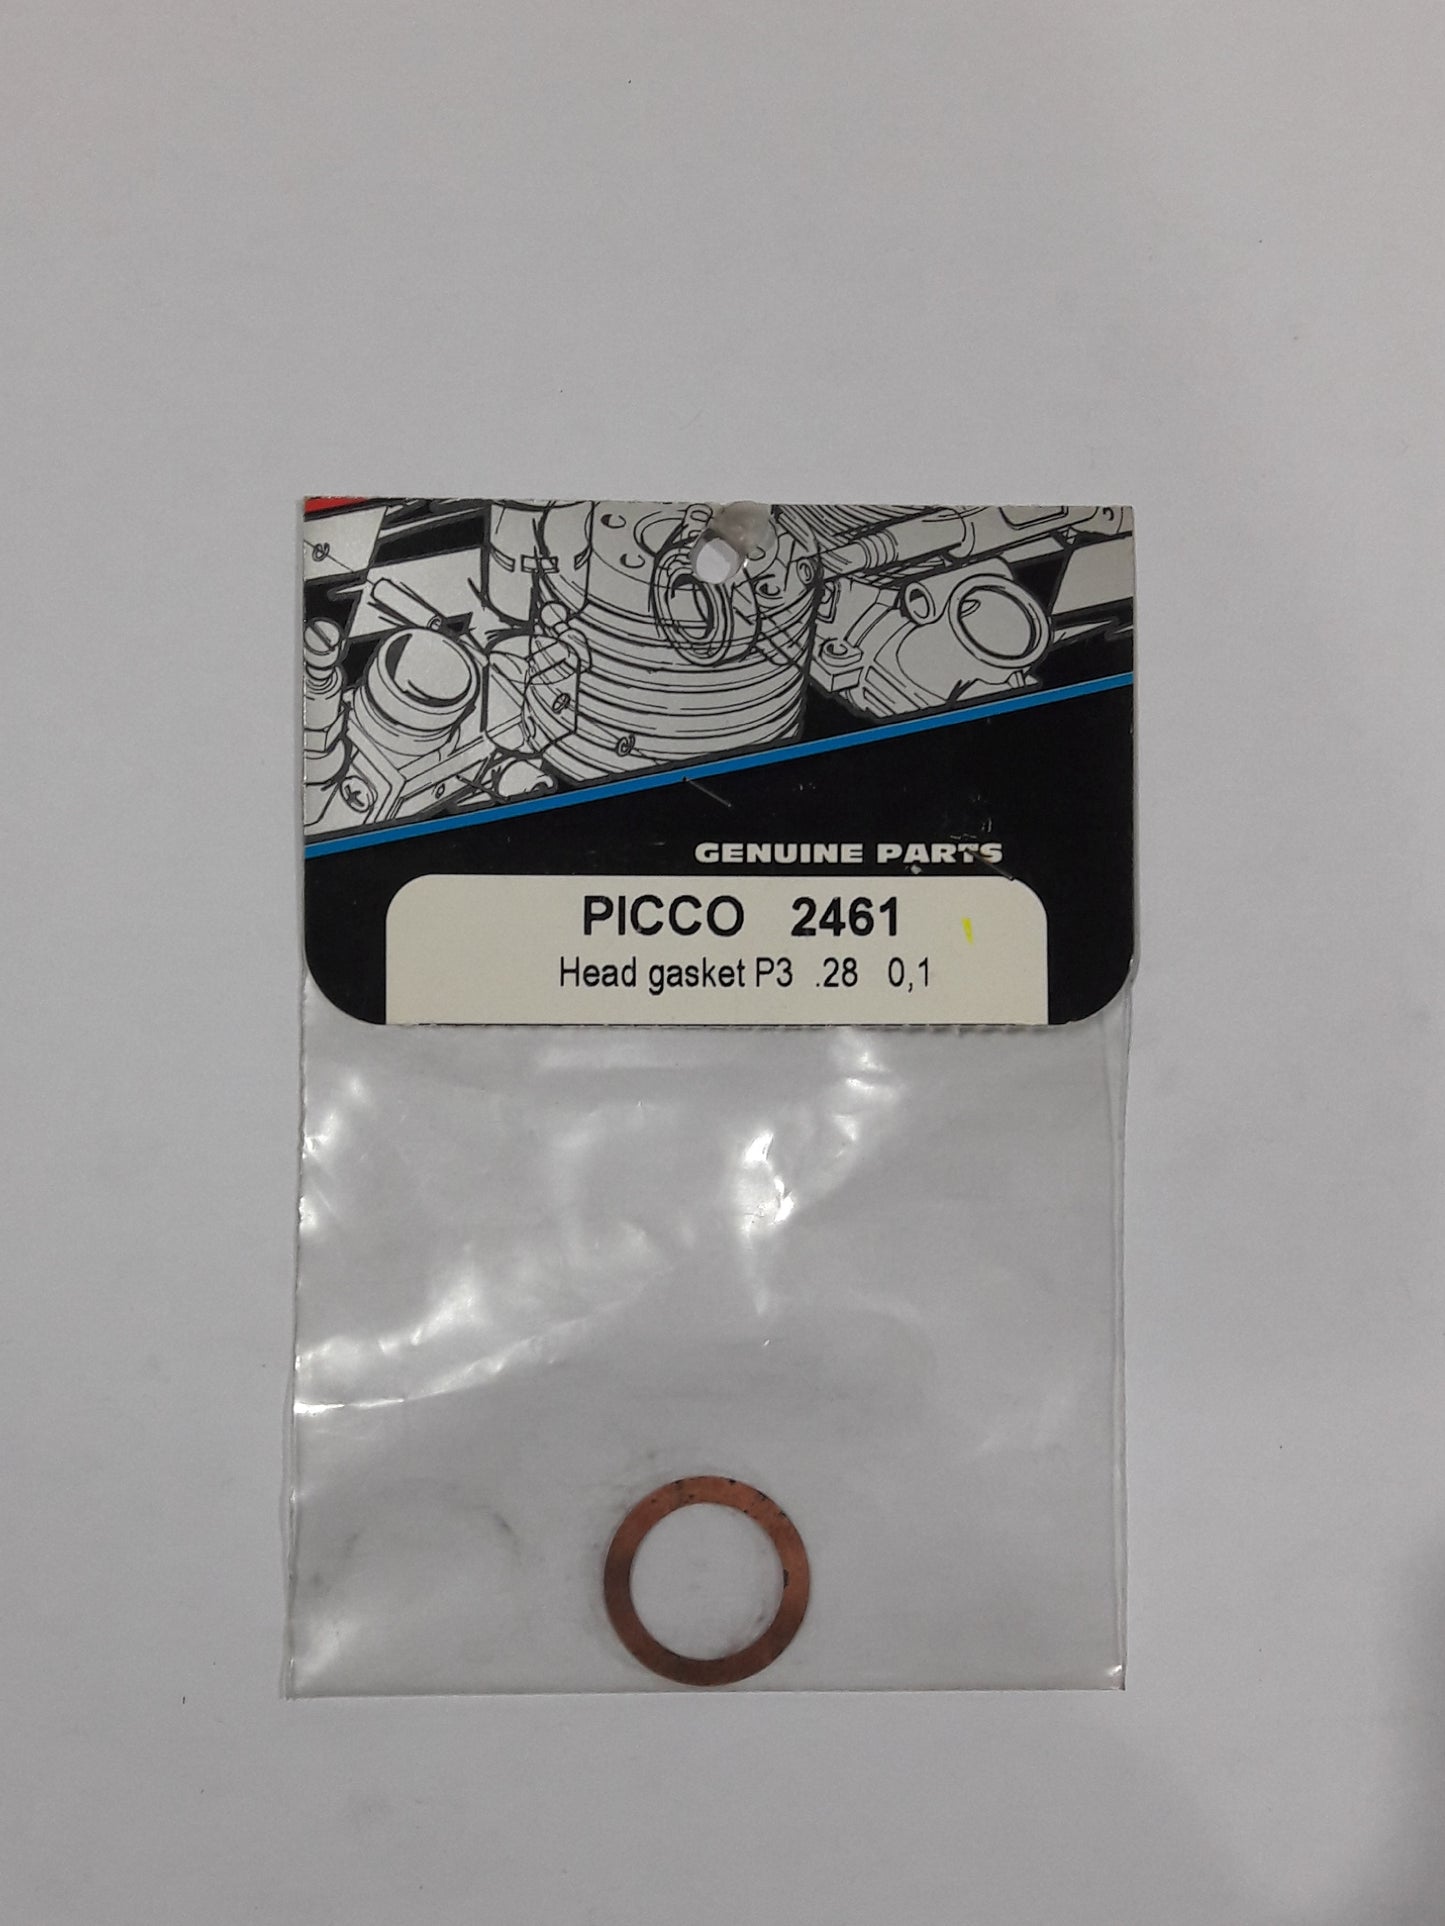 GENUINE PARTS
PICCO 2461
Head gasket P3 .28 0,1